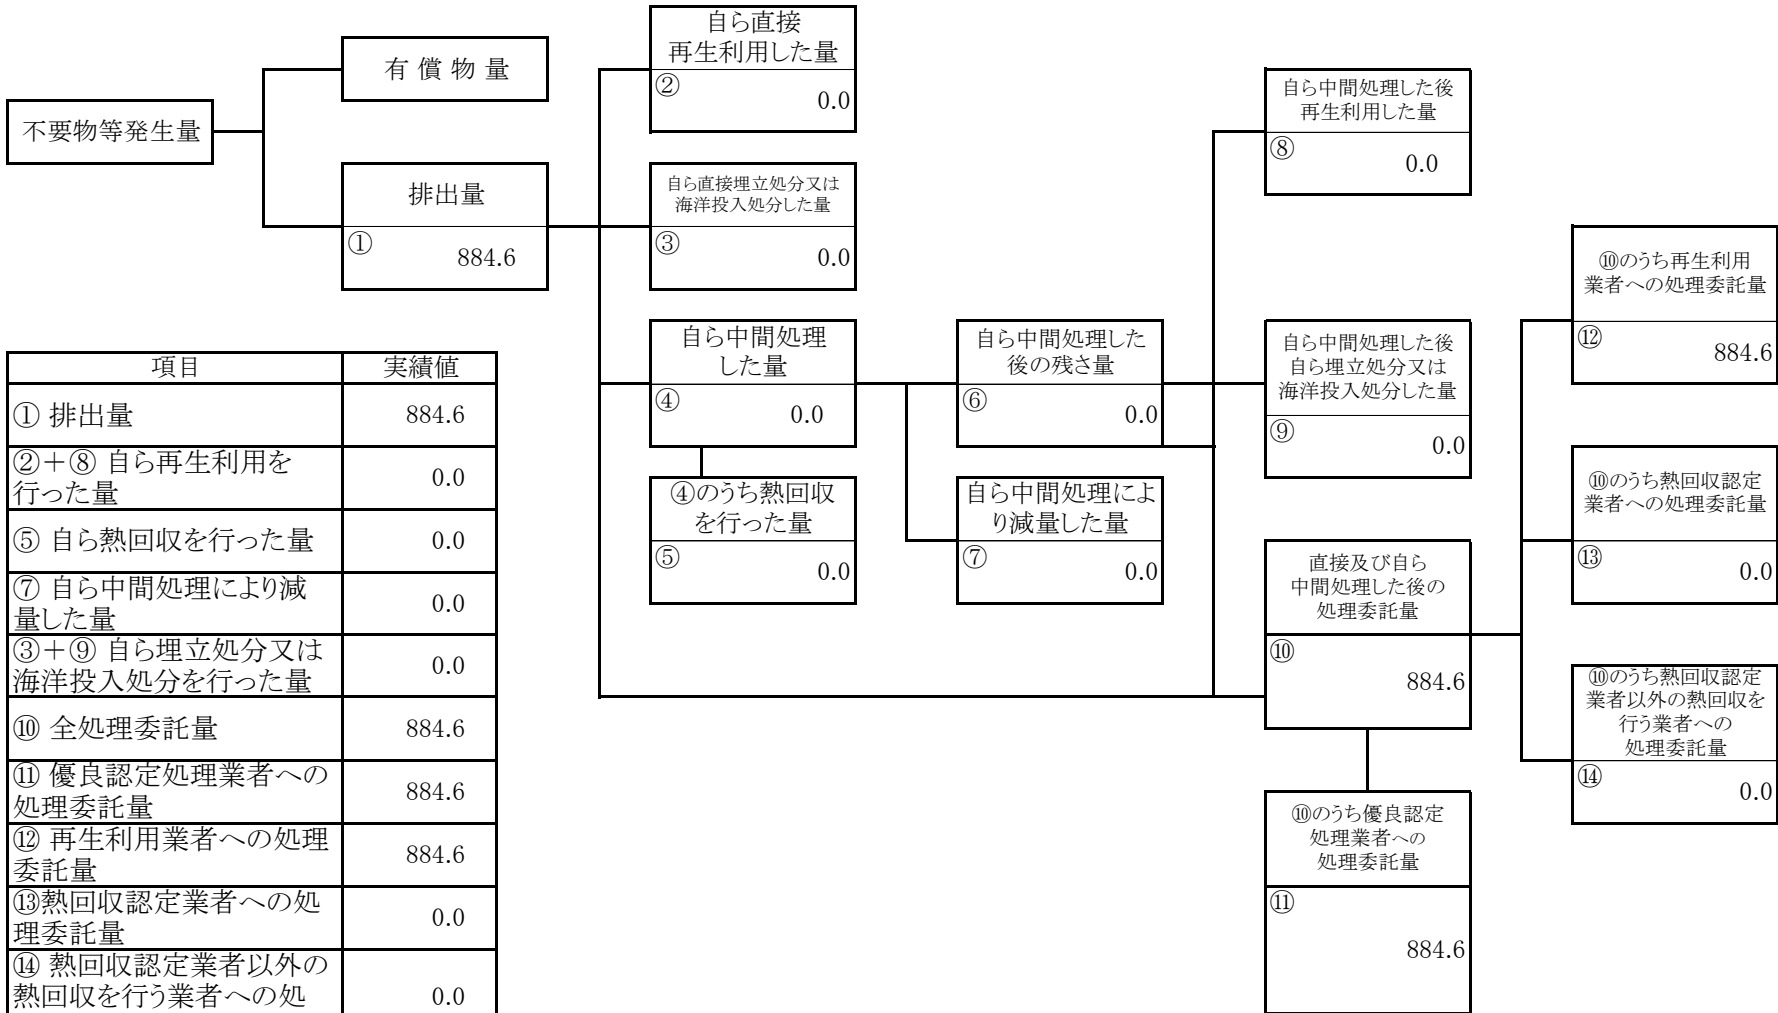 不要物等発生量
有 償 物 量
排出量
①
884.6
自ら直接
再生利用した量
②
0.0
自ら直接埋立処分又は
海洋投入処分した量
③
0.0
自ら中間処理
した量
④
0.0
④のうち熱回収
を行った量
⑤
0.0
自ら中間処理した
後の残さ量
⑥
0.0
自ら中間処理によ
り減量した量
⑦
0.0
自ら中間処理した後
再生利用した量
⑧
0.0
自ら中間処理した後
自ら埋立処分又は
海洋投入処分した量
⑨
0.0
直接及び自ら
中間処理した後の
処理委託量
⑩
884.6
⑩のうち優良認定
処理業者への
処理委託量
⑪
884.6
⑩のうち再生利用
業者への処理委託量
⑫
884.6
⑩のうち熱回収認定
業者への処理委託量
⑬
0.0
⑩のうち熱回収認定
業者以外の熱回収を
行う業者への
処理委託量
⑭
0.0
項目 実績値
① 排出量 884.6
②＋⑧ 自ら再生利用を
行った量 0.0
⑤ 自ら熱回収を行った量 0.0
⑦ 自ら中間処理により減
量した量 0.0
③＋⑨ 自ら埋立処分又は
海洋投入処分を行った量 0.0
⑩ 全処理委託量 884.6
⑪ 優良認定処理業者への
処理委託量 884.6
⑫ 再生利用業者への処理
委託量 884.6
⑬熱回収認定業者への処
理委託量 0.0
⑭ 熱回収認定業者以外の
熱回収を行う業者への処 0.0